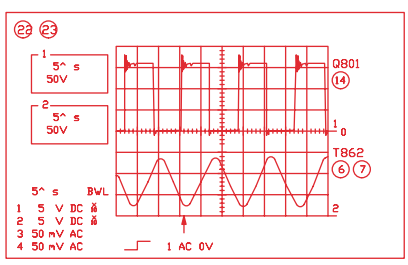 22 23
1
5^ s
50V
2
5^ s
50V
Q801
14
1
0
T862
6 7
2
5^ s BWL
1 5 V DC
2 5 V DC
3 50 mV AC
4 50 mV AC
1 AC 0V